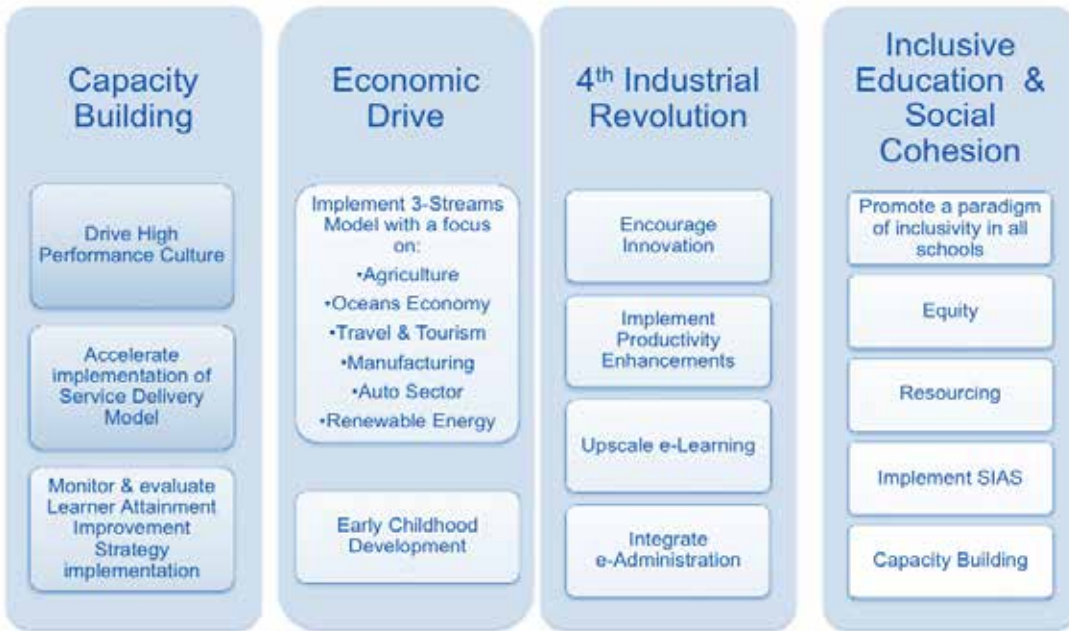 Capacity
Building
Drive High
Performance Culture
Accelerate
implementation of
Service Delivery
Model
Monitor & evaluate
Learner Attainment
Improvement
Strategy
implementation
Economic
Drive
Implement 3-Streams
Model with a focus
on:
•Agriculture
•Oceans Economy
•Travel & Tourism
•Manufacturing
•Auto Sector
•Renewable Energy
Early Childhood
Development
4th Industrial
Revolution
Encourage
Innovation
Implement
Productivity
Enhancements
Upscale e-Learning
Integrate
e-Administration
Inclusive
Education &
Social
Cohesion
Promote a paradigm
of inclusivity in all
schools
Equity
Resourcing
Implement SIAS
Capacity Building